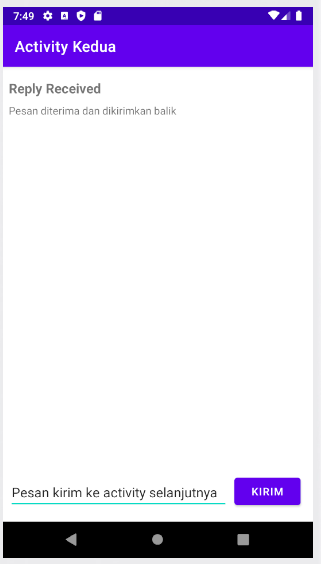 7:49
Activity Kedua
Reply Received
Pesan diterima dan dikirimkan balik
Pesan kirim ke activity selanjutnya
KIRIM